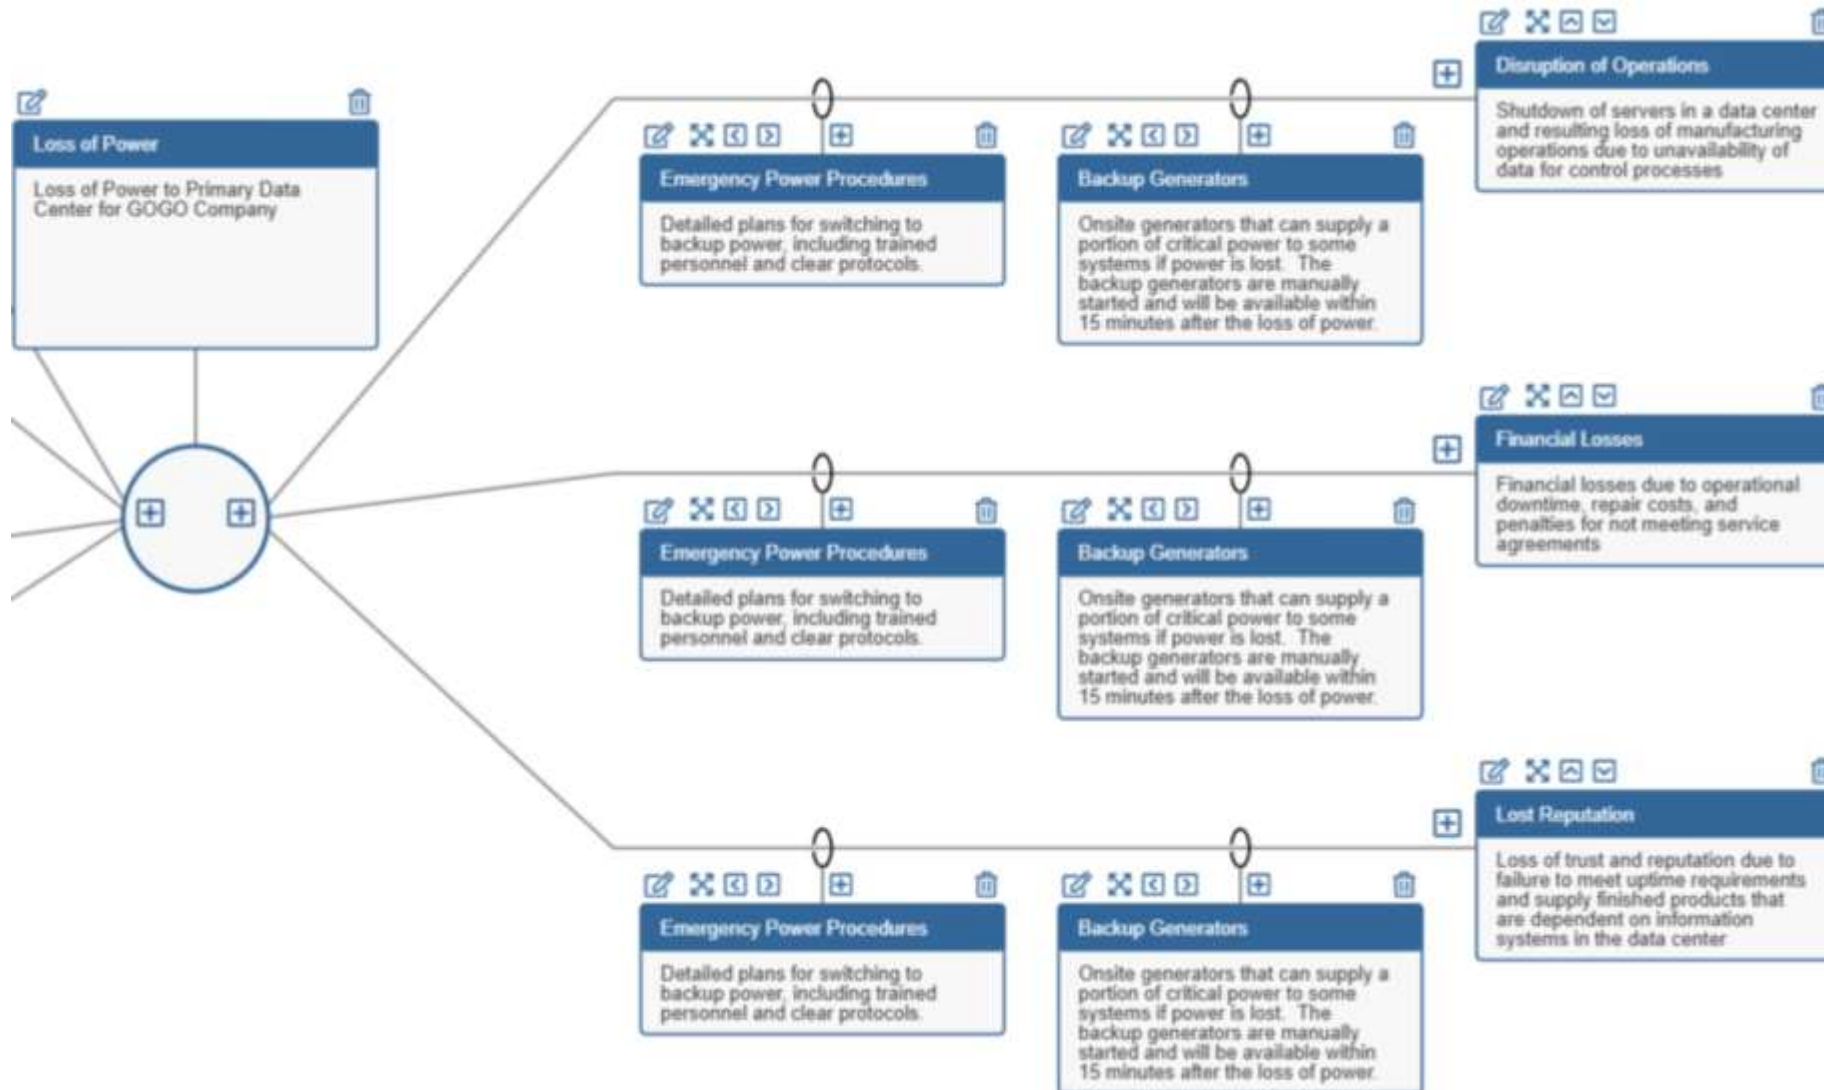 Loss of Power
Loss of Power to Primary Data
Center for GOGO Company
Emergency Power Procedures
Detailed plans for switching to
backup power, including trained
personnel and clear protocols.
Backup Generators
Onsite generators that can supply a
portion of critical power to some
systems if power is lost. The
backup generators are manually
started and will be available within
15 minutes after the loss of power.
Disruption of Operations
Shutdown of servers in a data center
and resulting loss of manufacturing
operations due to unavailability of
data for control processes
Emergency Power Procedures
Detailed plans for switching to
backup power, including trained
personnel and clear protocols.
Backup Generators
Onsite generators that can supply a
portion of critical power to some
systems if power is lost. The
backup generators are manually
started and will be available within
15 minutes after the loss of power.
Financial Losses
Financial losses due to operational
downtime, repair costs, and
penalties for not meeting service
agreements
Emergency Power Procedures
Detailed plans for switching to
backup power, including trained
personnel and clear protocols.
Backup Generators
Onsite generators that can supply a
portion of critical power to some
systems if power is lost. The
backup generators are manually
started and will be available within
15 minutes after the loss of power.
Lost Reputation
Loss of trust and reputation due to
failure to meet uptime requirements
and supply finished products that
are dependent on information
systems in the data center